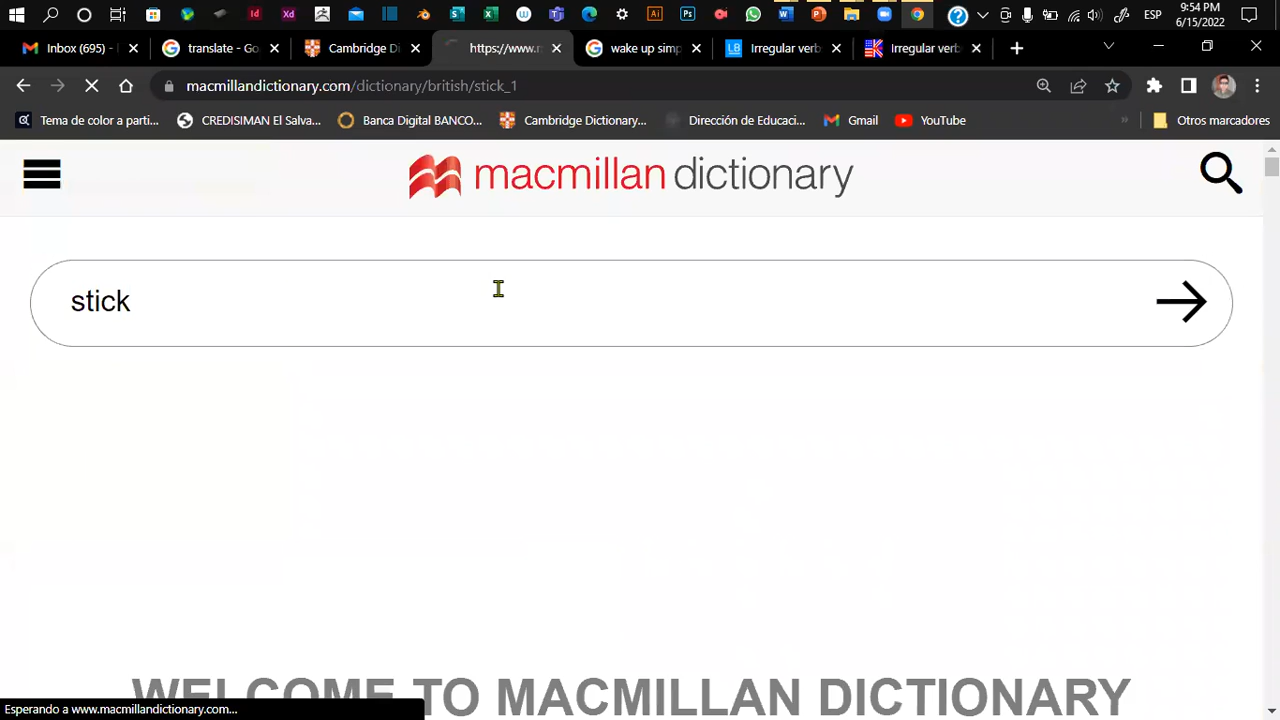 9:54 PM
ESP
6/15/2022
Inbox (695) -
translate - Go
Cambridge Di
https://www.m
wake up simp
Irregular verb
Irregular verb
macmillandictionary.com/dictionary/british/stick_1
Tema de color a parti...
CREDISIMAN El Salva...
Banca Digital BANCO...
Cambridge Dictionary...
Dirección de Educaci...
Gmail
YouTube
»
Otros marcadores
macmillan dictionary
stick
WELCOME TO MACMILLAN DICTIONARY
Esperando a www.macmillandictionary.com...